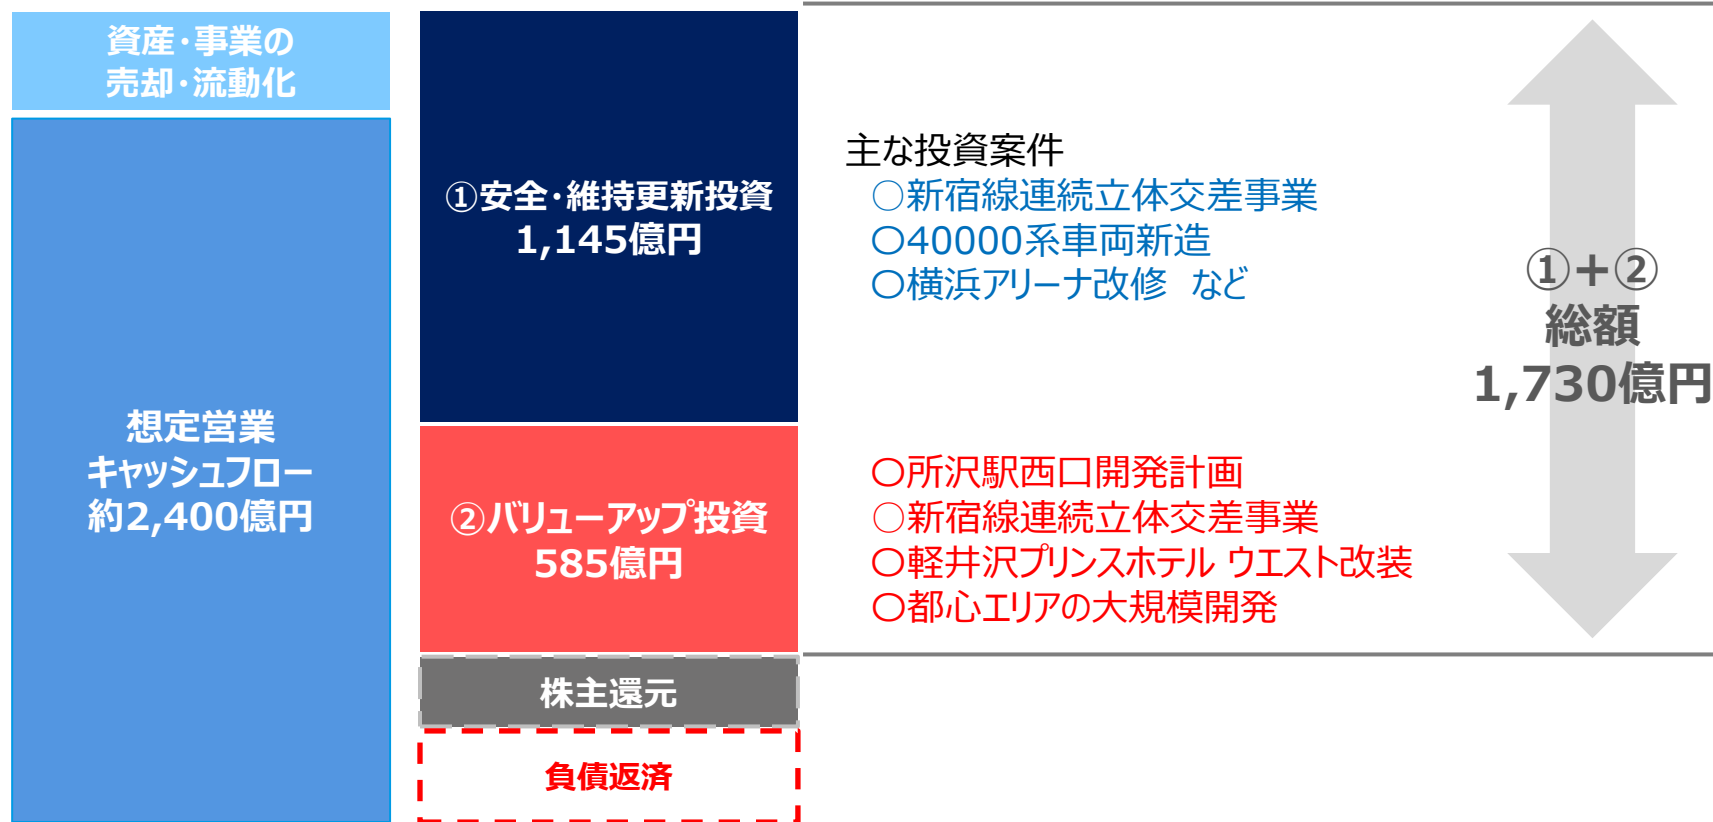 資産・事業の
売却・流動化
想定営業
キャッシュフロー
約2,400億円
①安全・維持更新投資
1,145億円
②バリューアップ投資
585億円
株主還元
負債返済
主な投資案件
○新宿線連続立体交差事業
○40000系車両新造
○横浜アリーナ改修 など
○所沢駅西口開発計画
○新宿線連続立体交差事業
○軽井沢プリンスホテル ウエスト改装
○都心エリアの大規模開発
①+②
総額
1,730億円